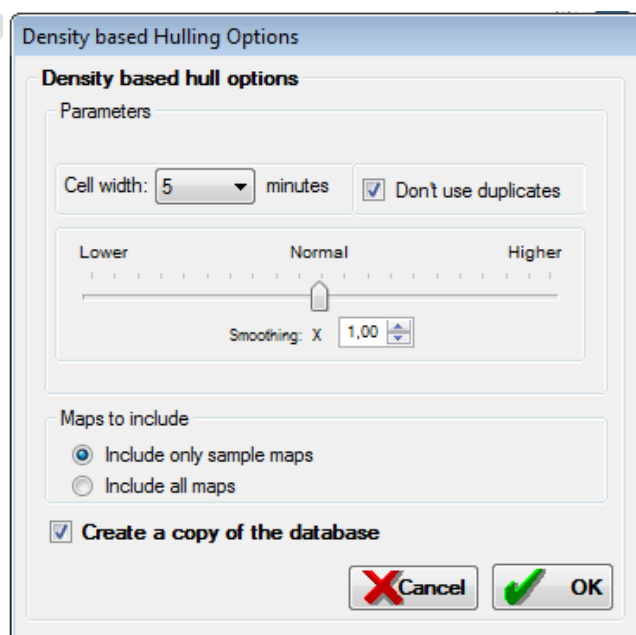 Density based Hulling Options
Density based hull options
Parameters
Cell width: 5 minutes Don't use duplicates
Lower Normal Higher
Smoothing: X 1,00
Maps to include
Include only sample maps
Include all maps
Create a copy of the database
Cancel OK